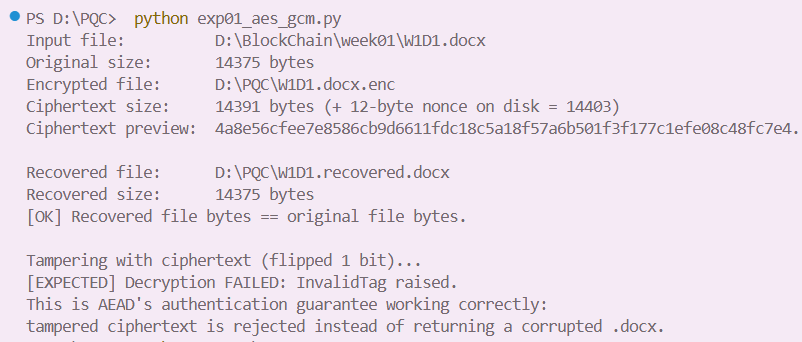 PS D:\PQC> python exp01_aes_gcm.py
Input file: D:\BlockChain\week01\W1D1.docx
Original size: 14375 bytes
Encrypted file: D:\PQC\W1D1.docx.enc
Ciphertext size: 14391 bytes (+ 12-byte nonce on disk = 14403)
Ciphertext preview: 4a8e56cfee7e8586cb9d6611fdc18c5a18f57a6b501f3f177c1efe08c48fc7e4.
Recovered file: D:\PQC\W1D1.recovered.docx
Recovered size: 14375 bytes
[OK] Recovered file bytes == original file bytes.
Tampering with ciphertext (flipped 1 bit)...
[EXPECTED] Decryption FAILED: InvalidTag raised.
This is AEAD's authentication guarantee working correctly:
tampered ciphertext is rejected instead of returning a corrupted .docx.